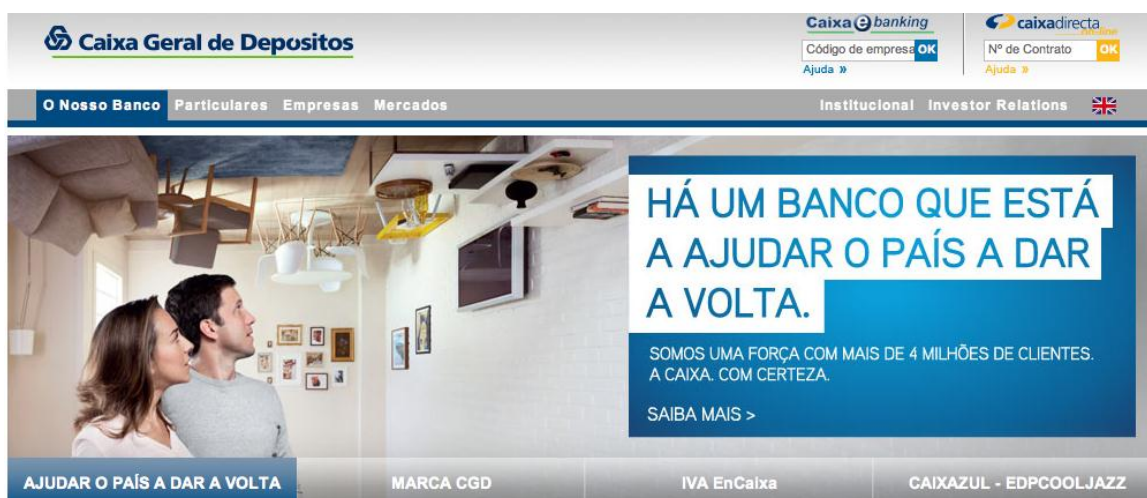 Caixa Geral de Depositos
Caixa e banking
Código de empresa OK
Ajuda »
caixadirecta
on-line
Nº de Contrato OK
Ajuda »
O Nosso Banco Particulares Empresas Mercados Institucional Investor Relations
HÁ UM BANCO QUE ESTÁ
A AJUDAR O PAÍS A DAR
A VOLTA.
SOMOS UMA FORÇA COM MAIS DE 4 MILHÕES DE CLIENTES.
A CAIXA. COM CERTEZA.
SAIBA MAIS >
AJUDAR O PAÍS A DAR A VOLTA MARCA CGD IVA EnCaixa CAIXAZUL - EDPCOOLJAZZ